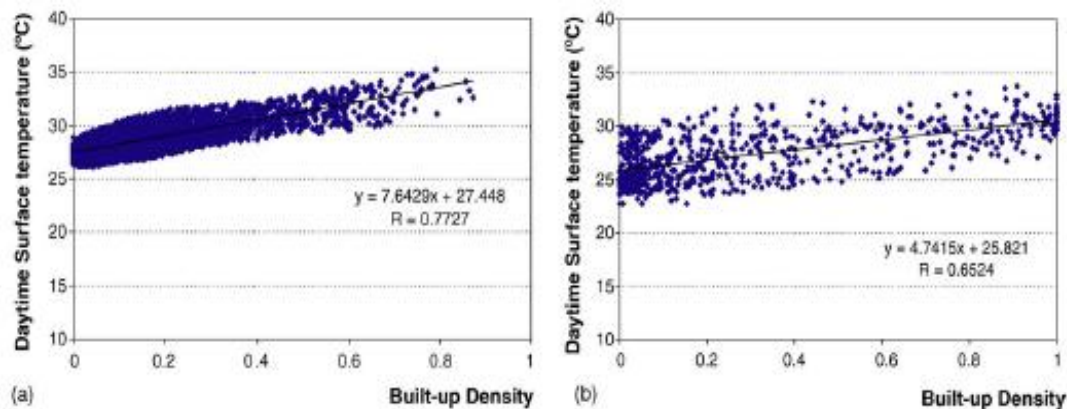 Daytime Surface temperature (ºC)
40
35
30
25
20
15
10
y = 7.6429x + 27.448
R = 0.7727
0
0.2
0.4
0.6
0.8
1
(a)
Built-up Density
Daytime Surface temperature (ºC)
40
35
30
25
20
15
10
y = 4.7415x + 25.821
R = 0.6524
0
0.2
0.4
0.6
0.8
1
(b)
Built-up Density